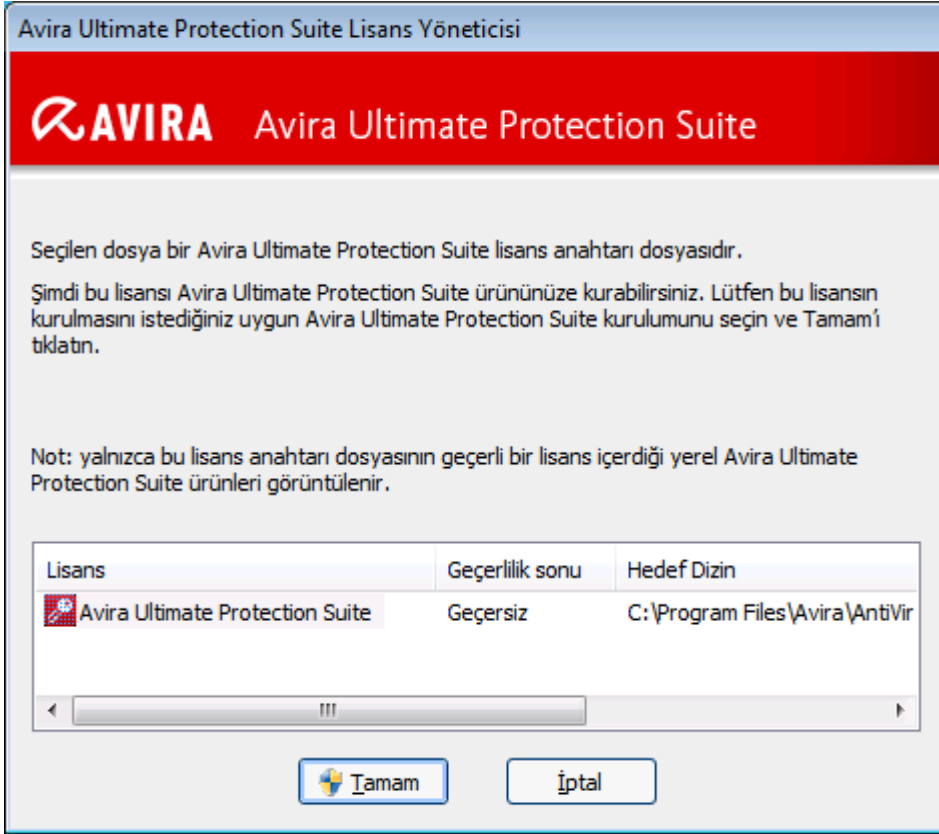 Avira Ultimate Protection Suite Lisans Yöneticisi
AVIRA Avira Ultimate Protection Suite
Seçilen dosya bir Avira Ultimate Protection Suite lisans anahtarı dosyasıdır.
Şimdi bu lisansı Avira Ultimate Protection Suite ürününüze kurabilirsiniz. Lütfen bu lisansın
kurulmasını istediğiniz uygun Avira Ultimate Protection Suite kurulumunu seçin ve Tamam'ı
tıklatın.
Not: yalnızca bu lisans anahtarı dosyasının geçerli bir lisans içerdiği yerel Avira Ultimate
Protection Suite ürünleri görüntülenir.
Lisans Geçerlilik sonu Hedef Dizin
Avira Ultimate Protection Suite Geçersiz C:\Program Files\Avira\AntiVir
Tamam İptal